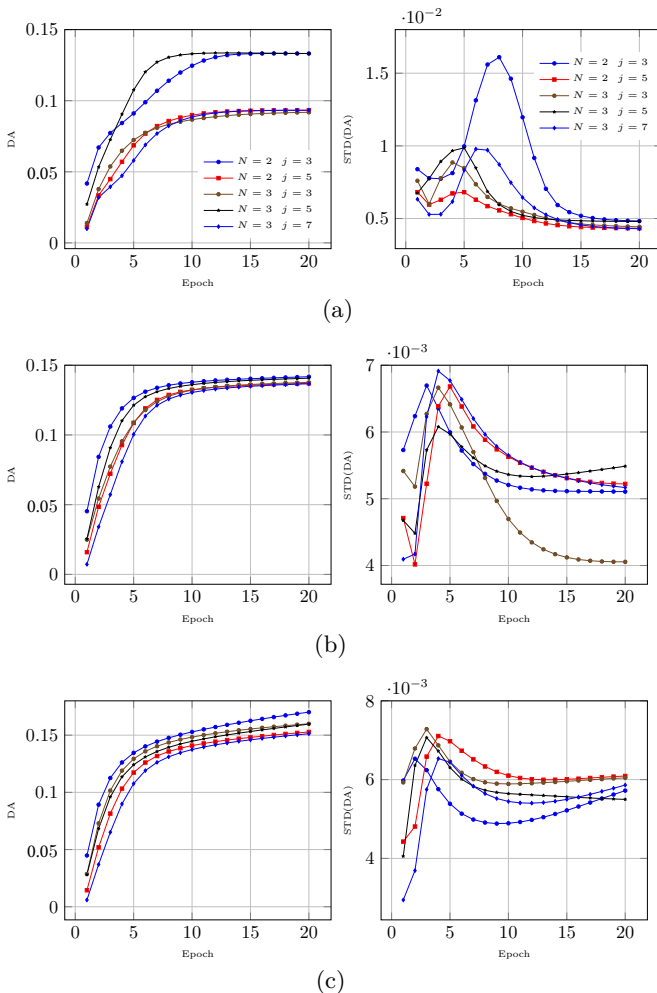 ·10⁻²
0.15
0.1
0.05
0
DA
0 5 10 15 20
Epoch
N = 2 j = 3
N = 2 j = 5
N = 3 j = 3
N = 3 j = 5
N = 3 j = 7
1.5
1
0.5
STD(DA)
0 5 10 15 20
Epoch
N = 2 j = 3
N = 2 j = 5
N = 3 j = 3
N = 3 j = 5
N = 3 j = 7
(a)
0.15
0.1
0.05
0
DA
0 5 10 15 20
Epoch
·10⁻³
7
6
5
4
STD(DA)
0 5 10 15 20
Epoch
(b)
0.15
0.1
0.05
0
DA
0 5 10 15 20
Epoch
·10⁻³
8
6
4
STD(DA)
0 5 10 15 20
Epoch
(c)